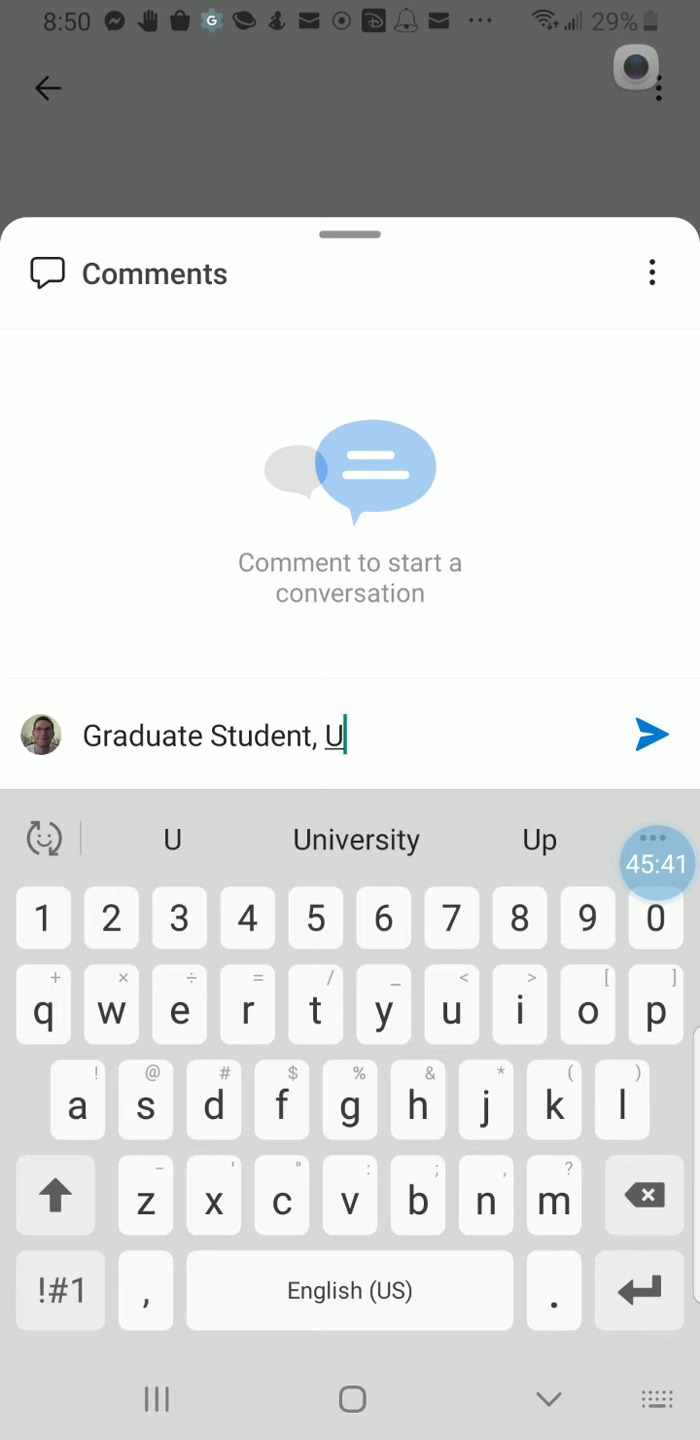 8:50 29%
Comments
Comment to start a
conversation
Graduate Student, U
U University Up
45:41
1 2 3 4 5 6 7 8 9 0
+ × ÷ = / _ < > [ ]
q w e r t y u i o p
! @ # $ % & * ( )
a s d f g h j k l
- ' " : ; , ?
z x c v b n m
!#1 , English (US) .